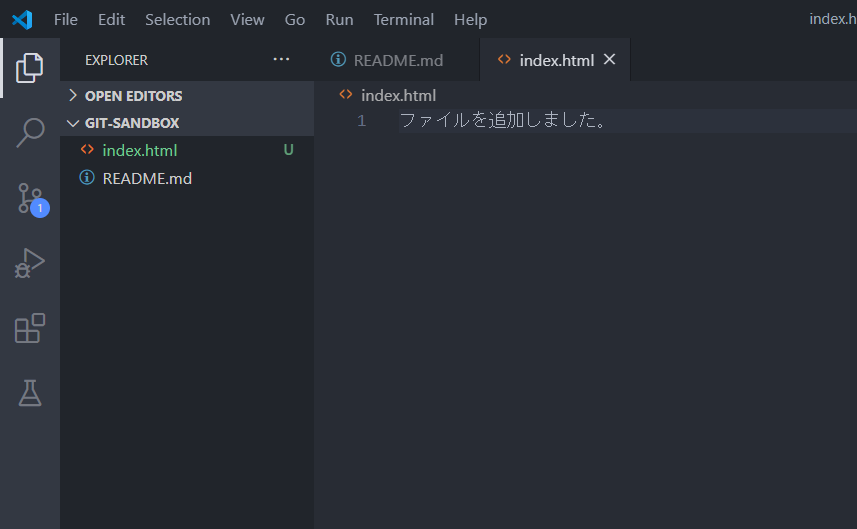 File Edit Selection View Go Run Terminal Help index.h
EXPLORER ···
README.md index.html
OPEN EDITORS
index.html
GIT-SANDBOX
1 ファイルを追加しました。
index.html U
README.md
1